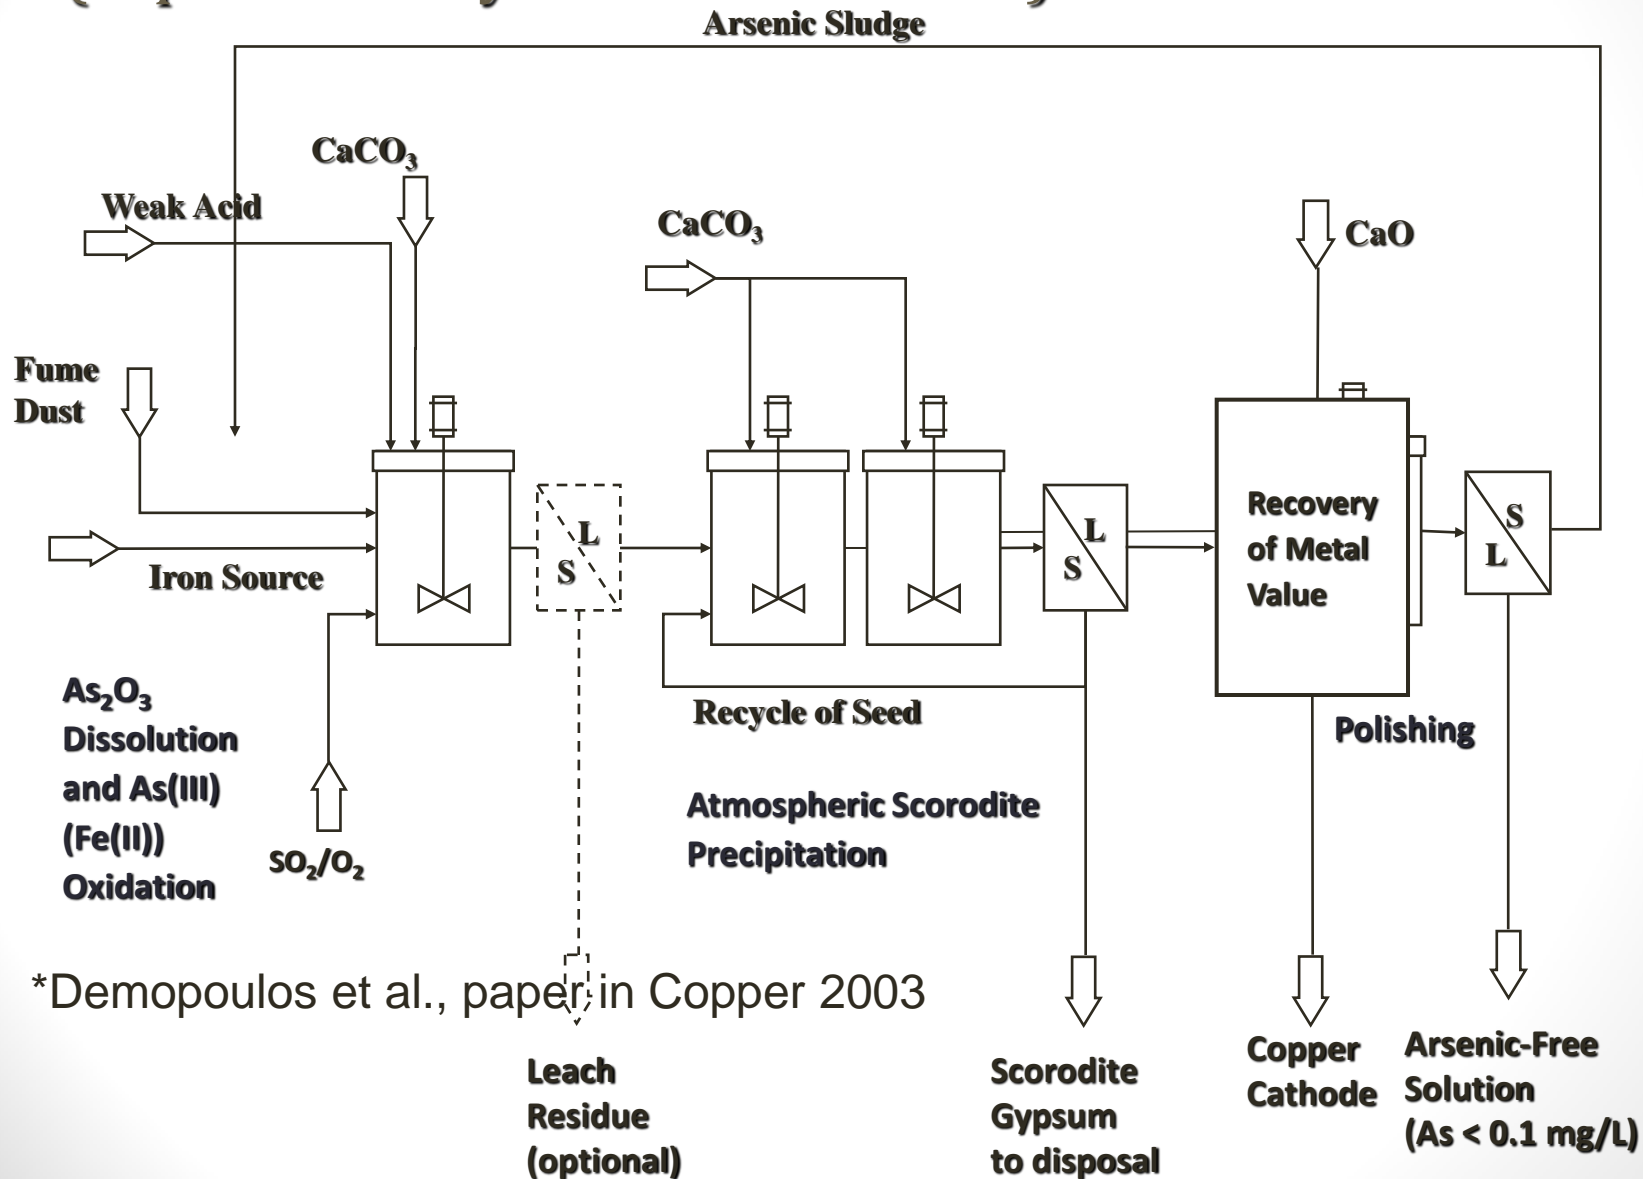 Arsenic Sludge
CaCO₃
Weak Acid
CaCO₃
CaO
Fume
Dust
L
S
L
S
Recovery
of Metal
Value
S
L
Iron Source
As₂O₃
Dissolution
and As(III)
(Fe(II))
Oxidation
SO₂/O₂
Recycle of Seed
Polishing
Atmospheric Scorodite
Precipitation
*Demopoulos et al., paper in Copper 2003
Leach
Residue
(optional)
Scorodite
Gypsum
to disposal
Copper
Cathode
Arsenic-Free
Solution
(As < 0.1 mg/L)